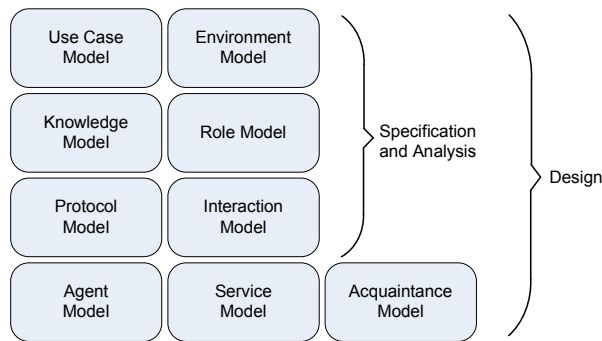 Use Case
Model
Environment
Model
Knowledge
Model
Role Model
Specification
and Analysis
Design
Protocol
Model
Interaction
Model
Agent
Model
Service
Model
Acquaintance
Model